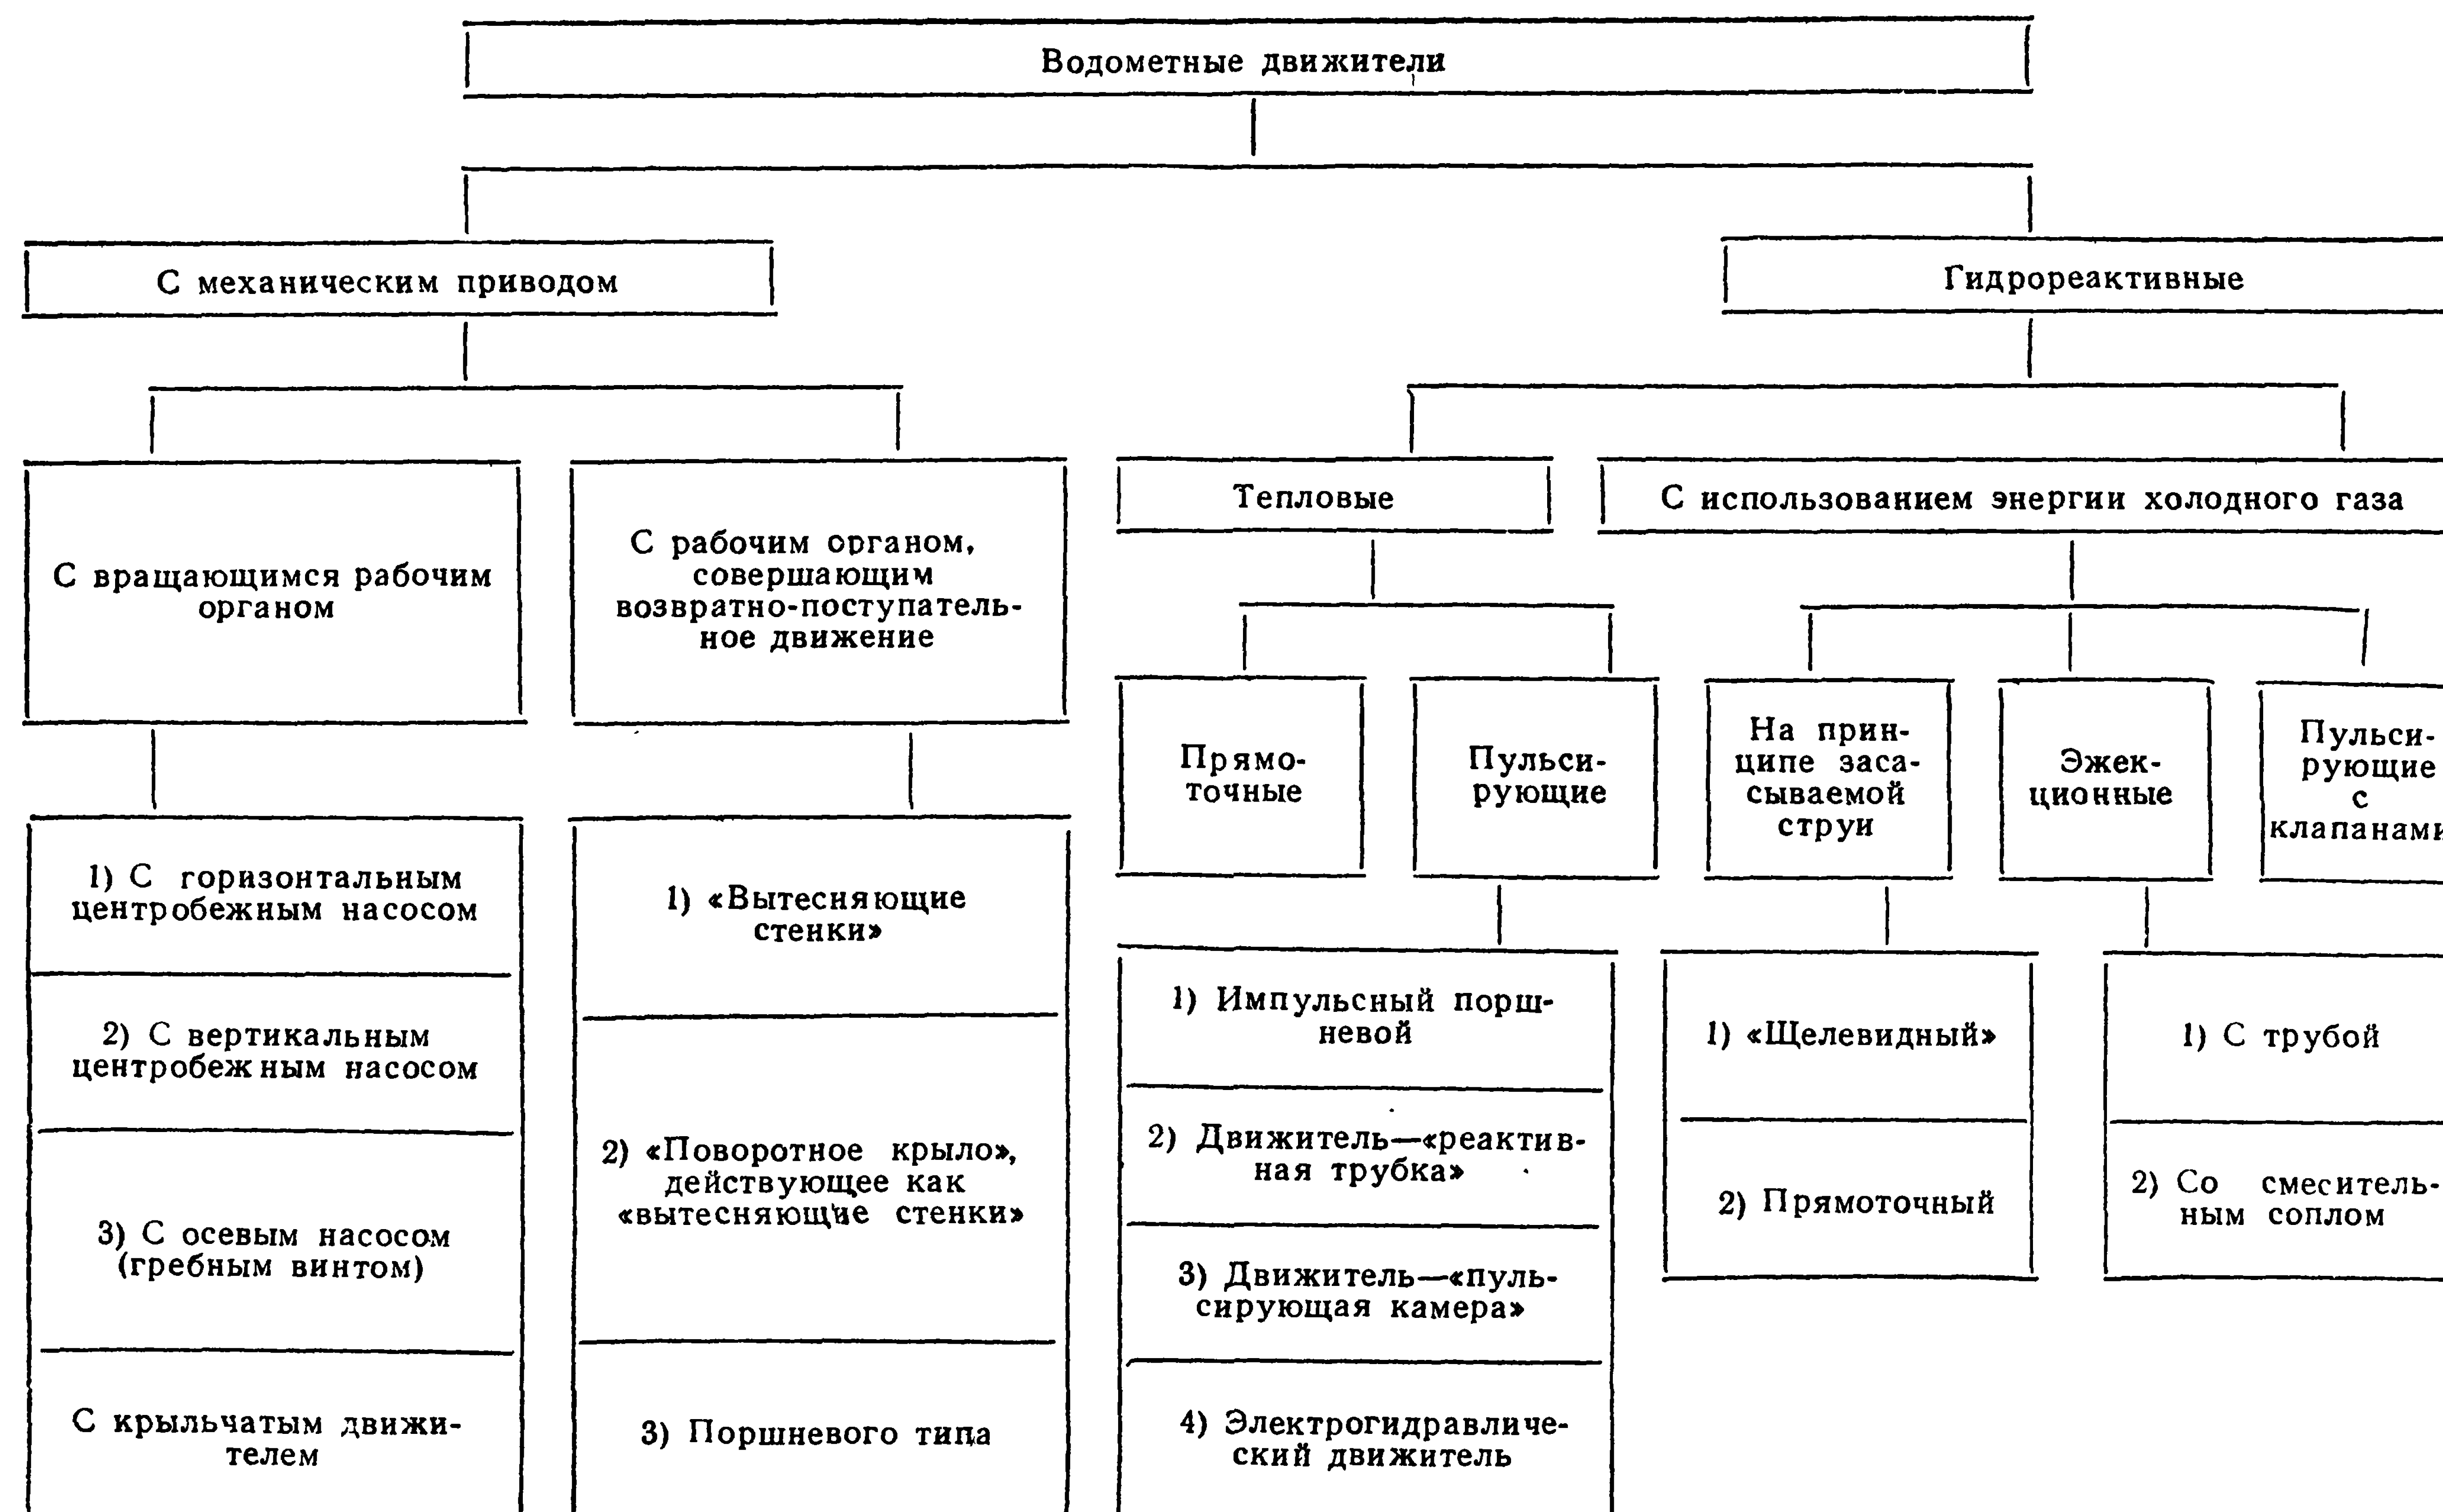 Водометные движители
С механическим приводом
Гидрореактивные
С вращающимся рабочим
органом
С рабочим органом,
совершающим
возвратно-поступатель-
ное движение
Тепловые
С использованием энергии холодного газа
Прямо-
точные
Пульси-
рующие
На прин-
ципе заса-
сываемой
струи
Эжек-
ционные
Пульси-
рующие
с
клапанами
1) С горизонтальным
центробежным насосом
2) С вертикальным
центробежным насосом
3) С осевым насосом
(гребным винтом)
С крыльчатым движи-
телем
1) «Вытесняющие
стенки»
2) «Поворотное крыло»,
действующее как
«вытесняющие стенки»
3) Поршневого типа
1) Импульсный порш-
невой
2) Движитель—«реактив-
ная трубка»
3) Движитель—«пуль-
сирующая камера»
4) Электрогидравличе-
ский движитель
1) «Щелевидный»
2) Прямоточный
1) С трубой
2) Со смеситель-
ным соплом